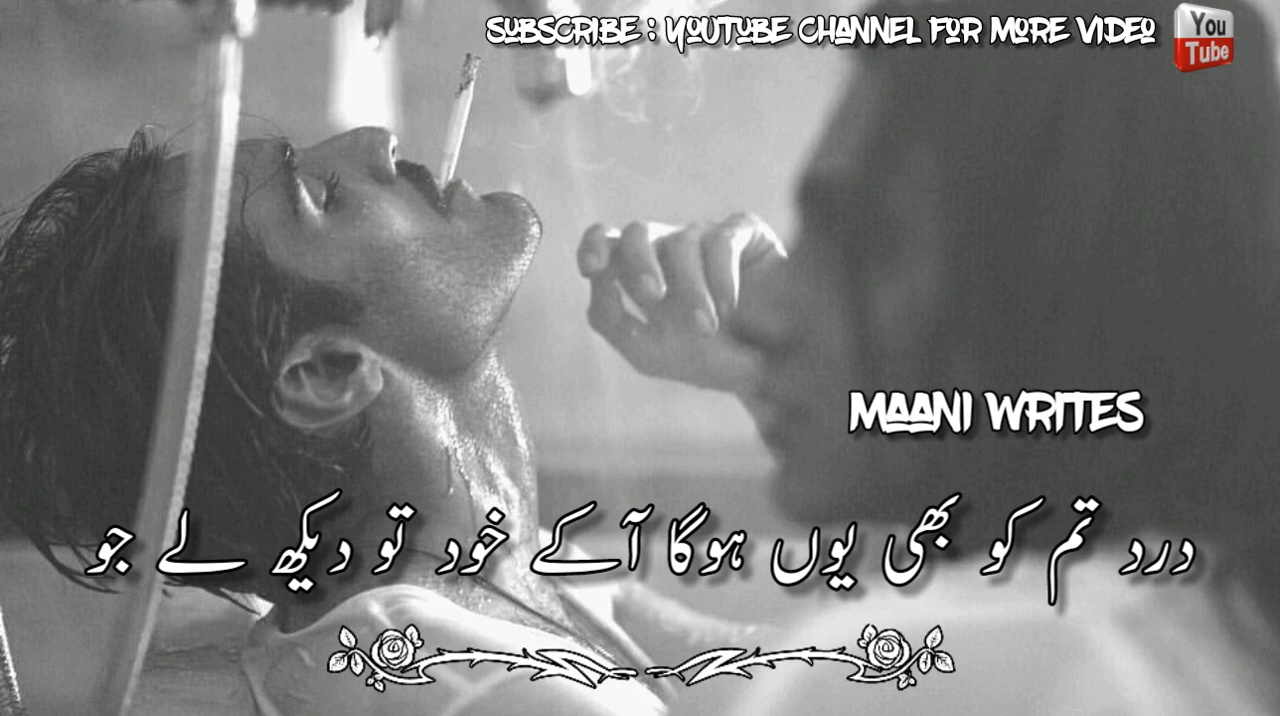 SUBSCRIBE : YOUTUBE CHANNEL FOR MORE VIDEO
You
Tube
MAANI WRITES
درد تم کو بھی یوں ہوگا آکے خود تو دیکھ لے جو